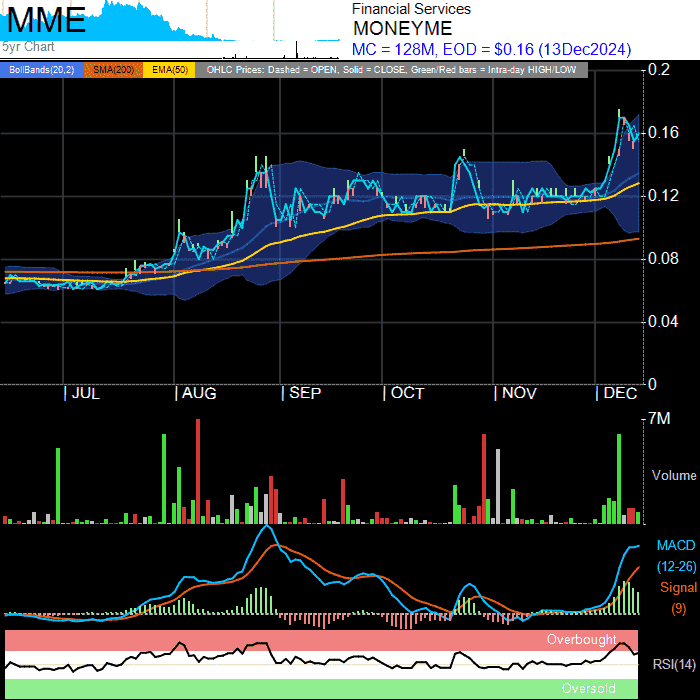 MME
Financial Services
MONEYME
5yr Chart
MC = 128M, EOD = $0.16 (13Dec2024)
BollBands(20,2) SMA(200) EMA(50) OHLC Prices: Dashed = OPEN, Solid = CLOSE, Green/Red bars = Intra-day HIGH/LOW
0.2
0.16
0.12
0.08
0.04
0
| JUL | AUG | SEP | OCT | NOV | DEC
7M
Volume
MACD
(12-26)
Signal
(9)
Overbought
RSI(14)
Oversold